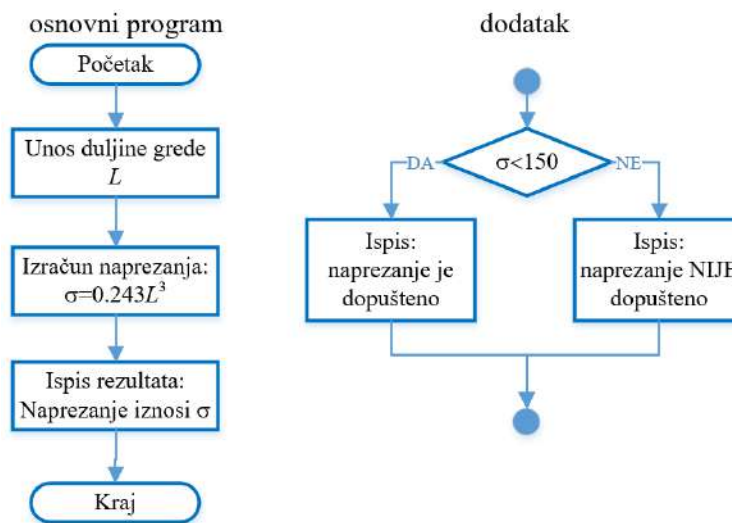 osnovni program
Početak
Unos duljine grede
L
Izračun naprezanja:
σ=0.243L³
Ispis rezultata:
Naprezanje iznosi σ
Kraj
dodatak
σ<150
DA
NE
Ispis:
naprezanje je
dopušteno
Ispis:
naprezanje NIJE
dopušteno